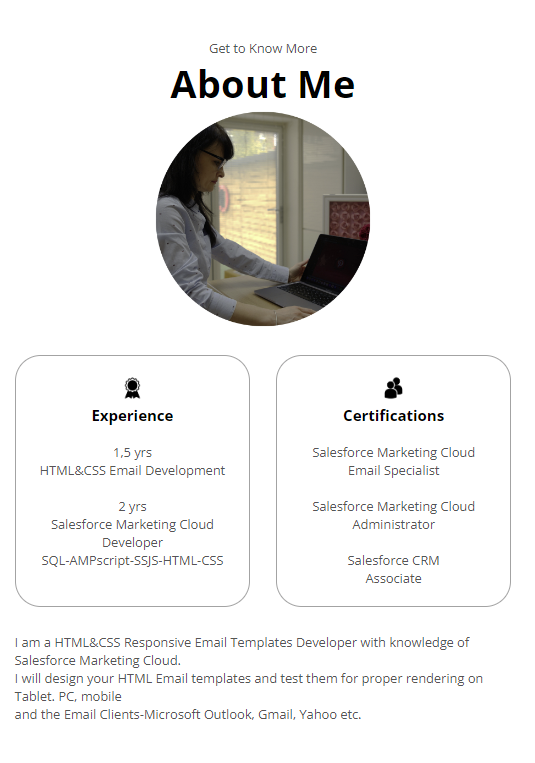 Get to Know More
About Me
Experience
1,5 yrs
HTML&CSS Email Development
2 yrs
Salesforce Marketing Cloud
Developer
SQL-AMPscript-SSJS-HTML-CSS
Certifications
Salesforce Marketing Cloud
Email Specialist
Salesforce Marketing Cloud
Administrator
Salesforce CRM
Associate
I am a HTML&CSS Responsive Email Templates Developer with knowledge of
Salesforce Marketing Cloud.
I will design your HTML Email templates and test them for proper rendering on
Tablet. PC, mobile
and the Email Clients-Microsoft Outlook, Gmail, Yahoo etc.